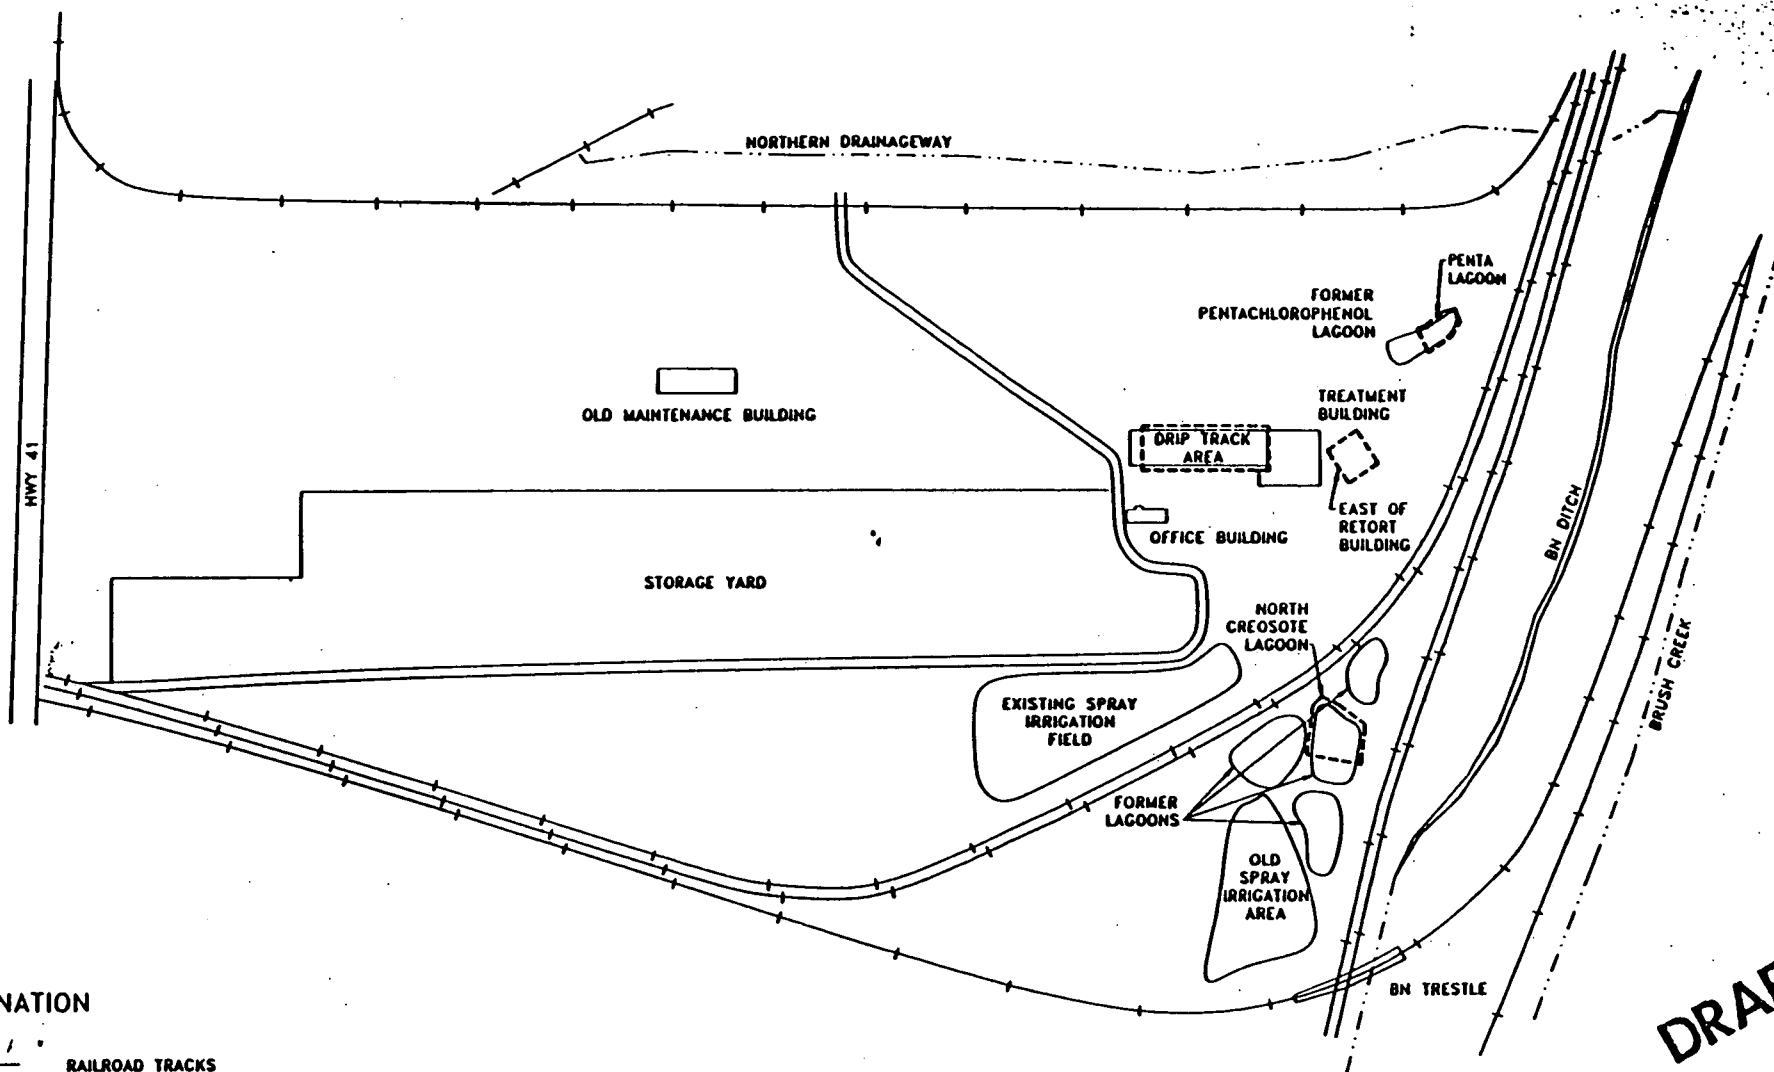 NORTHERN DRAINAGEWAY
PENTA
LAGOON
FORMER
PENTACHLOROPHENOL
LAGOON
TREATMENT
BUILDING
OLD MAINTENANCE BUILDING
DRIP TRACK
AREA
HWY 41
EAST OF
RETORT
BUILDING
OFFICE BUILDING
BN DITCH
STORAGE YARD
NORTH
CREOSOTE
LAGOON
BRUSH CREEK
EXISTING SPRAY
IRRIGATION
FIELD
FORMER
LAGOONS
OLD
SPRAY
IRRIGATION
AREA
BN TRESTLE
NATION
DRAF
RAILROAD TRACKS